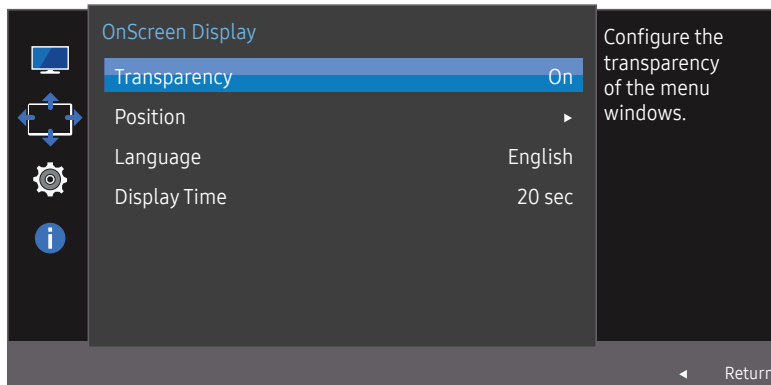 OnScreen Display
Transparency On
Position ▸
Language English
Display Time 20 sec
Configure the
transparency
of the menu
windows.
i
◂ Return